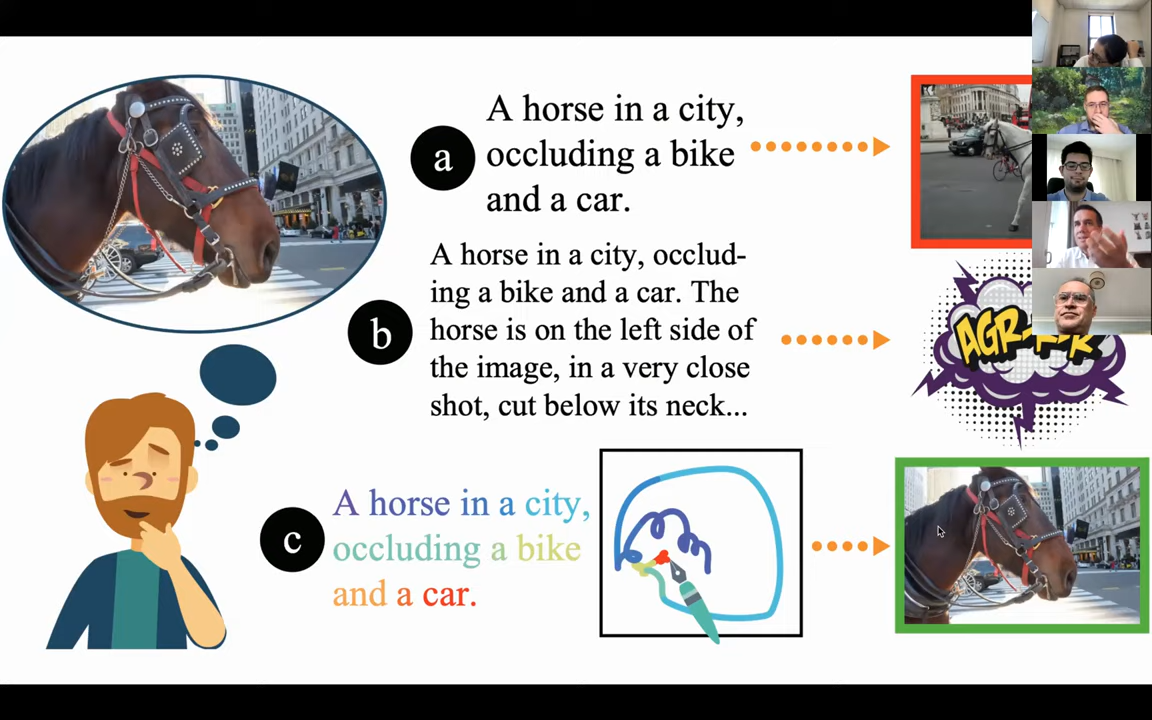 a
A horse in a city,
occluding a bike
and a car.
b
A horse in a city, occlud-
ing a bike and a car. The
horse is on the left side of
the image, in a very close
shot, cut below its neck...
c
A horse in a city,
occluding a bike
and a car.